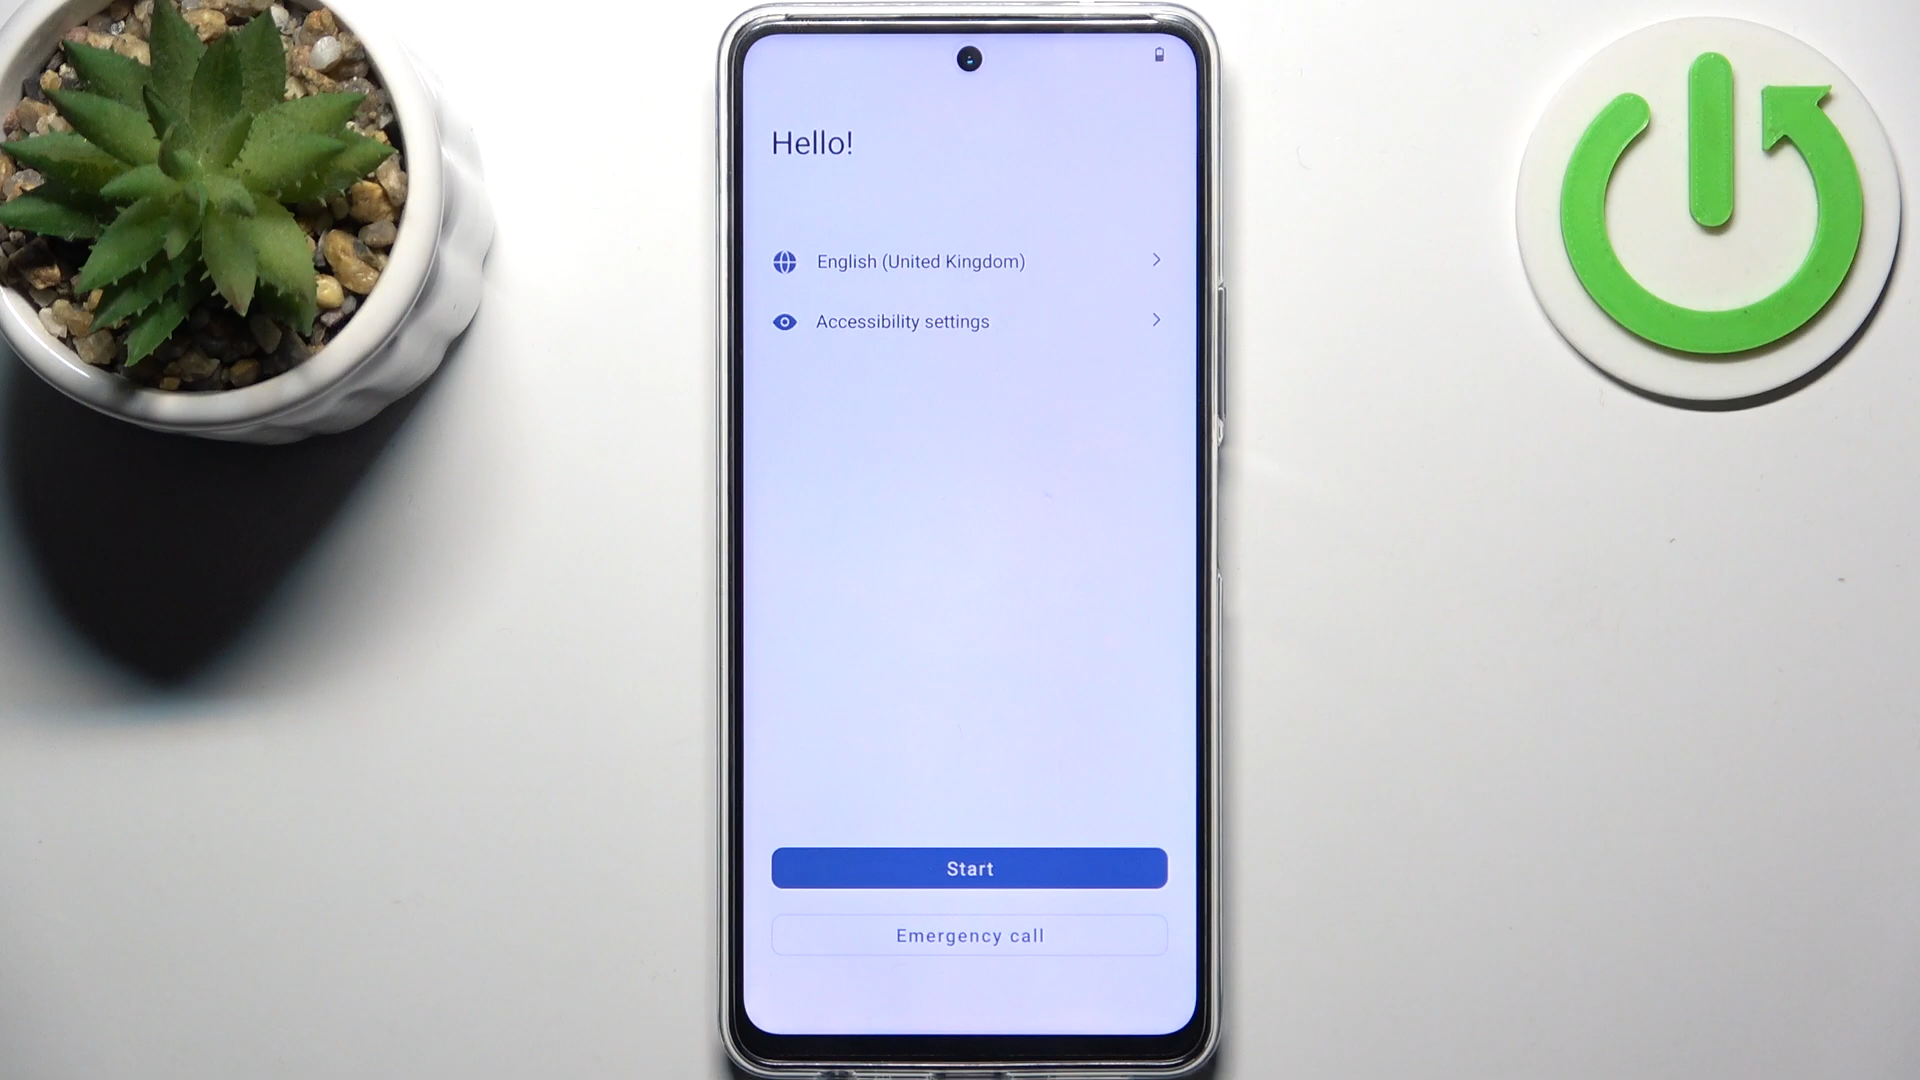 Hello!
English (United Kingdom)
Accessibility settings
Start
Emergency call